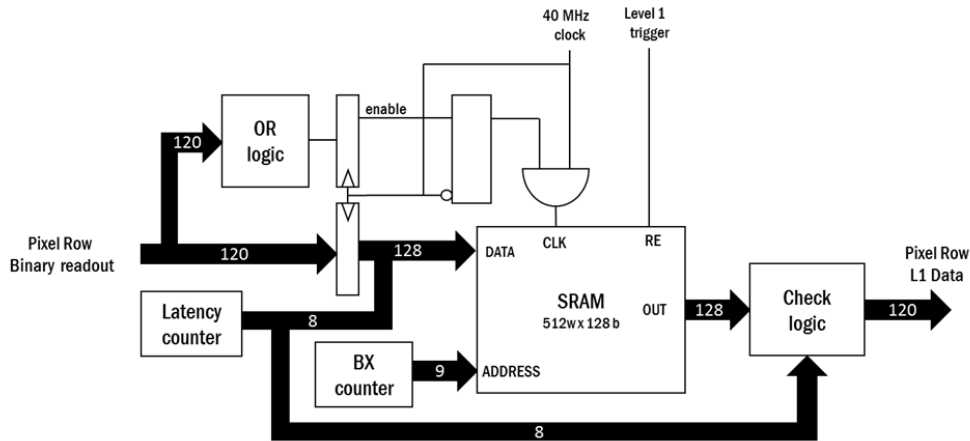 40 MHz
clock
Level 1
trigger
enable
OR
logic
120
Pixel Row
Binary readout
120
128
DATA
CLK
RE
SRAM
512w x 128 b
OUT
128
Check
logic
120
Pixel Row
L1 Data
Latency
counter
8
BX
counter
9
ADDRESS
8